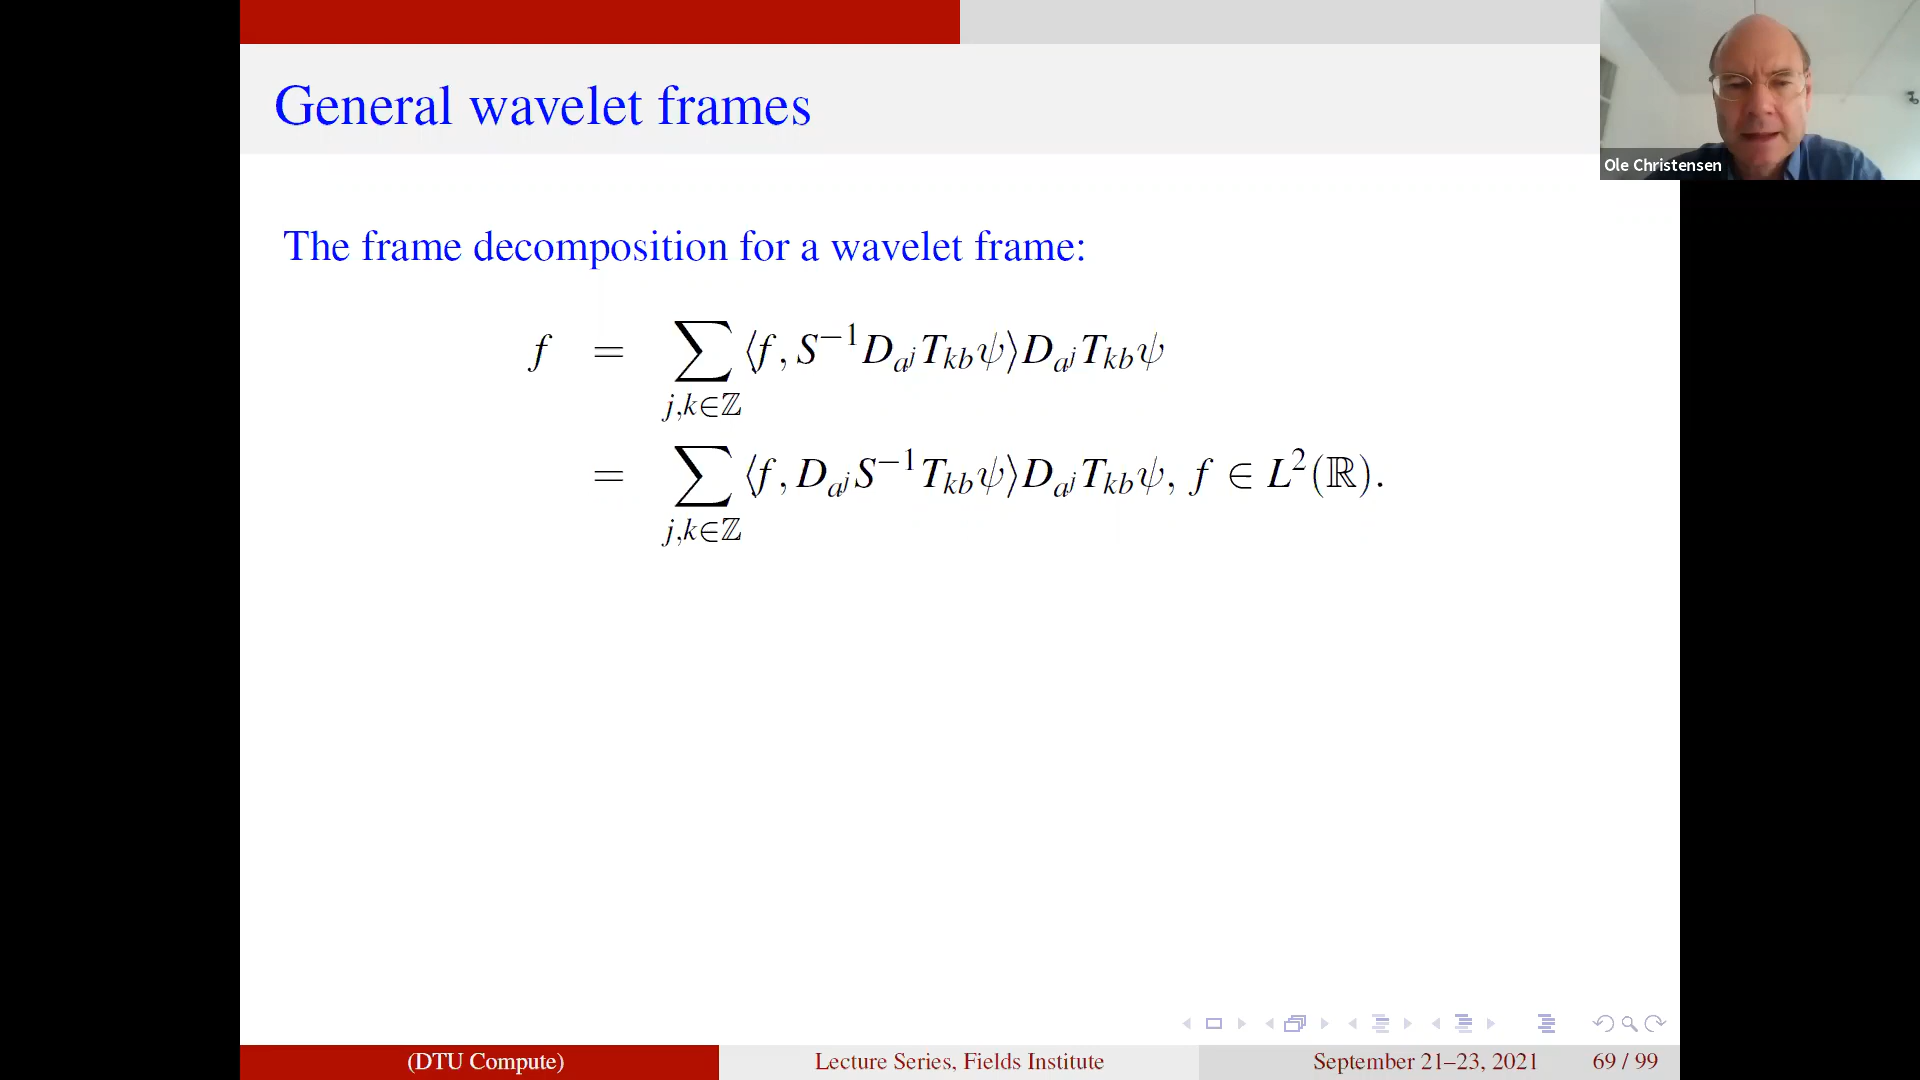 General wavelet frames
Ole Christensen
The frame decomposition for a wavelet frame:
f = ∑_{j,k∈ℤ} ⟨f, S^{−1}D_{a^j}T_{kb}ψ⟩D_{a^j}T_{kb}ψ
= ∑_{j,k∈ℤ} ⟨f, D_{a^j}S^{−1}T_{kb}ψ⟩D_{a^j}T_{kb}ψ, f ∈ L^2(ℝ).
(DTU Compute) Lecture Series, Fields Institute September 21–23, 2021 69 / 99